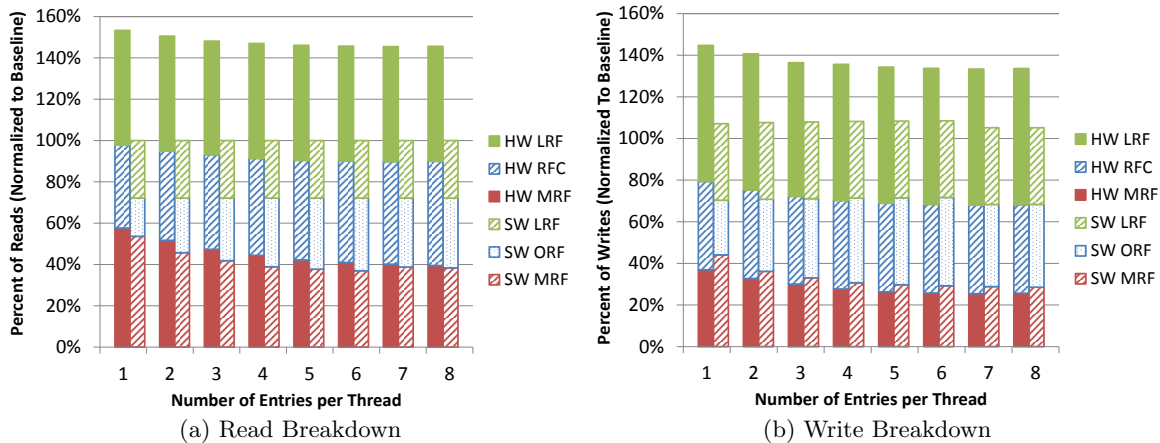 160%
140%
120%
100%
80%
60%
40%
20%
0%
Percent of Reads (Normalized to Baseline)
1 2 3 4 5 6 7 8
Number of Entries per Thread
HW LRF
HW RFC
HW MRF
SW LRF
SW ORF
SW MRF
(a) Read Breakdown
160%
140%
120%
100%
80%
60%
40%
20%
0%
Percent of Writes (Normalized To Baseline)
1 2 3 4 5 6 7 8
Number of Entries per Thread
HW LRF
HW RFC
HW MRF
SW LRF
SW ORF
SW MRF
(b) Write Breakdown